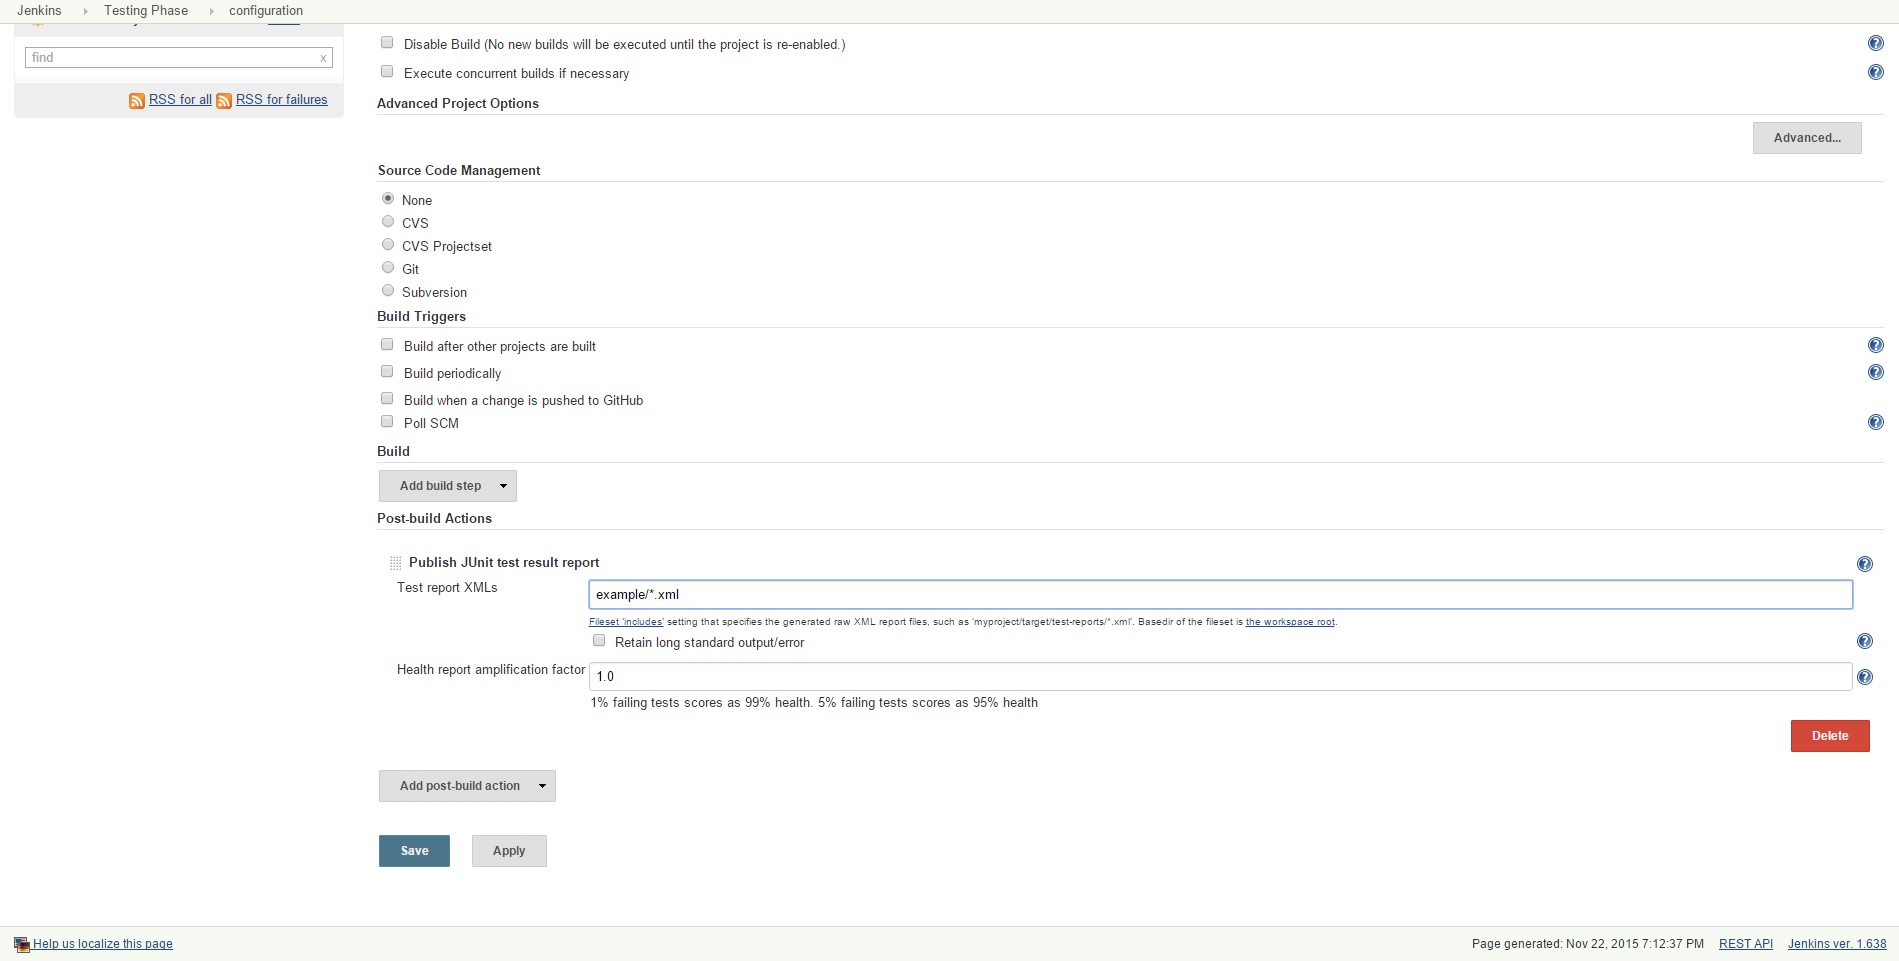 Jenkins Testing Phase configuration
find x
RSS for all RSS for failures
Disable Build (No new builds will be executed until the project is re-enabled.)
Execute concurrent builds if necessary
Advanced Project Options
Advanced...
Source Code Management
None
CVS
CVS Projectset
Git
Subversion
Build Triggers
Build after other projects are built
Build periodically
Build when a change is pushed to GitHub
Poll SCM
Build
Add build step
Post-build Actions
Publish JUnit test result report
Test report XMLs
example/*.xml
Fileset 'includes' setting that specifies the generated raw XML report files, such as 'myproject/target/test-reports/*.xml'. Basedir of the fileset is the workspace root.
Retain long standard output/error
Health report amplification factor
1.0
1% failing tests scores as 99% health. 5% failing tests scores as 95% health
Delete
Add post-build action
Save Apply
Help us localize this page
Page generated: Nov 22, 2015 7:12:37 PM REST API Jenkins ver. 1.638